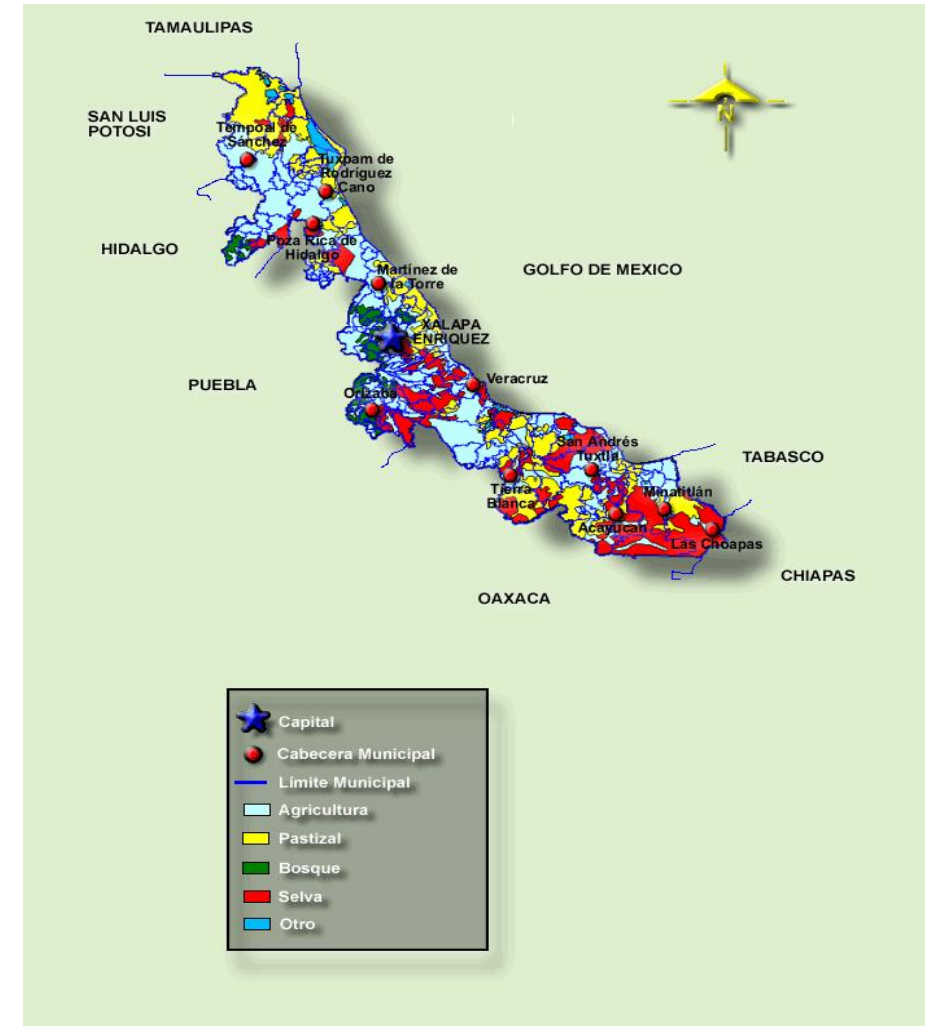 TAMAULIPAS
SAN LUIS
POTOSI
N
Tempoal de
Sánchez
Tuxpam de
Rodríguez
Cano
HIDALGO
Poza Rica de
Hidalgo
GOLFO DE MEXICO
Martínez de
la Torre
XALAPA
ENRIQUEZ
PUEBLA
Veracruz
Orizaba
San Andrés
Tuxtla
TABASCO
Tierra
Blanca
Minatitlán
Acayucan
Las Choapas
CHIAPAS
OAXACA
Capital
Cabecera Municipal
Límite Municipal
Agricultura
Pastizal
Bosque
Selva
Otro